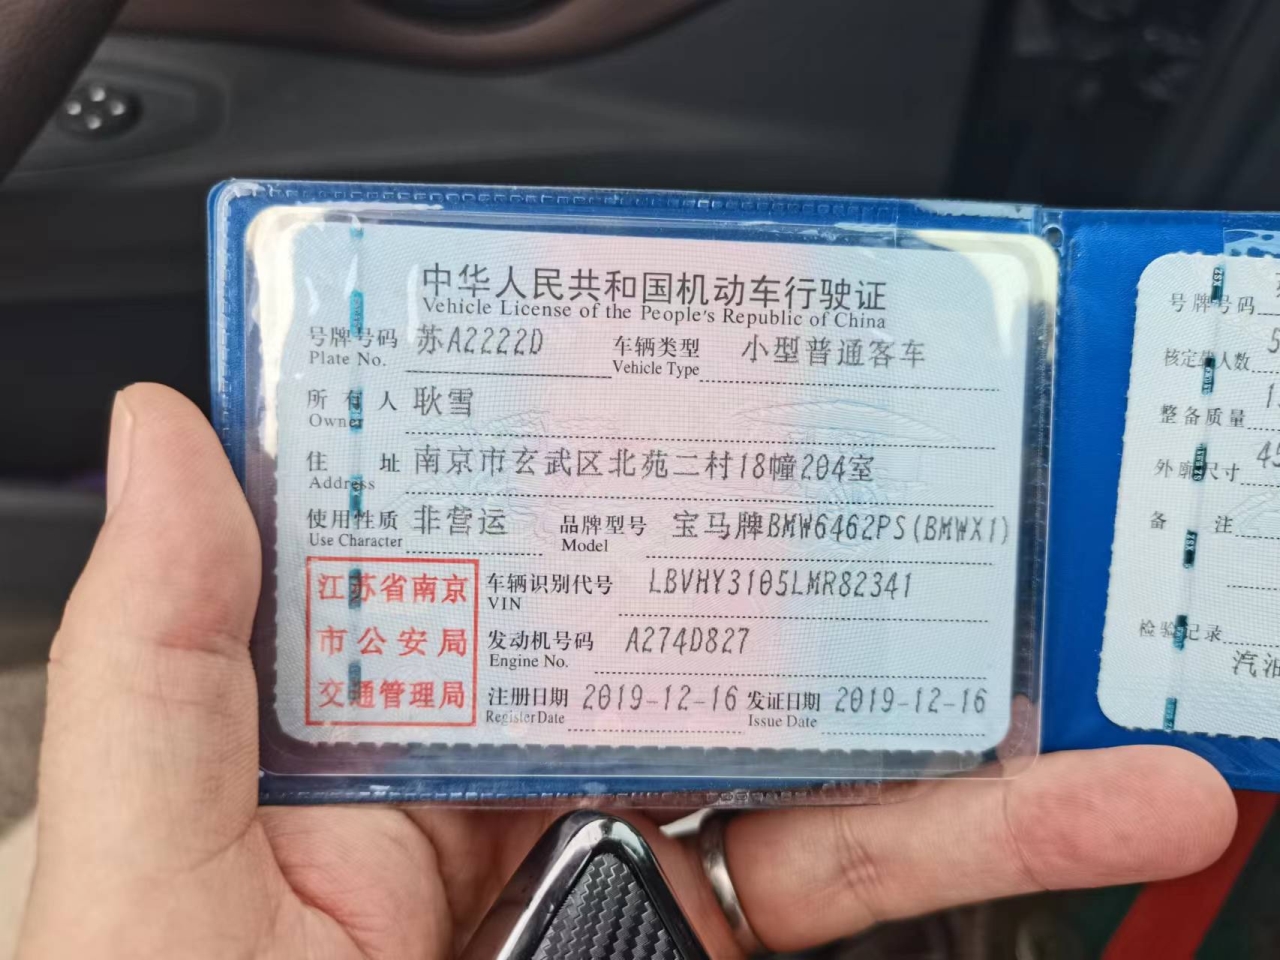 中华人民共和国机动车行驶证
Vehicle License of the People's Republic of China
号牌号码 苏A2222D 车辆类型 小型普通客车
Plate No. Vehicle Type
所有人 耿雪
Owner
住址 南京市玄武区北苑二村18幢204室
Address
使用性质 非营运 品牌型号 宝马牌BMW6462PS(BMWX1)
Use Character Model
江苏省南京
市公安局
交通管理局
车辆识别代号 LBVHY3105LMR82341
VIN
发动机号码 A274D827
Engine No.
注册日期 2019-12-16 发证日期 2019-12-16
Register Date Issue Date
号牌号码
核定载人数 5
整备质量
外廓尺寸 45
备注
检验记录
汽油